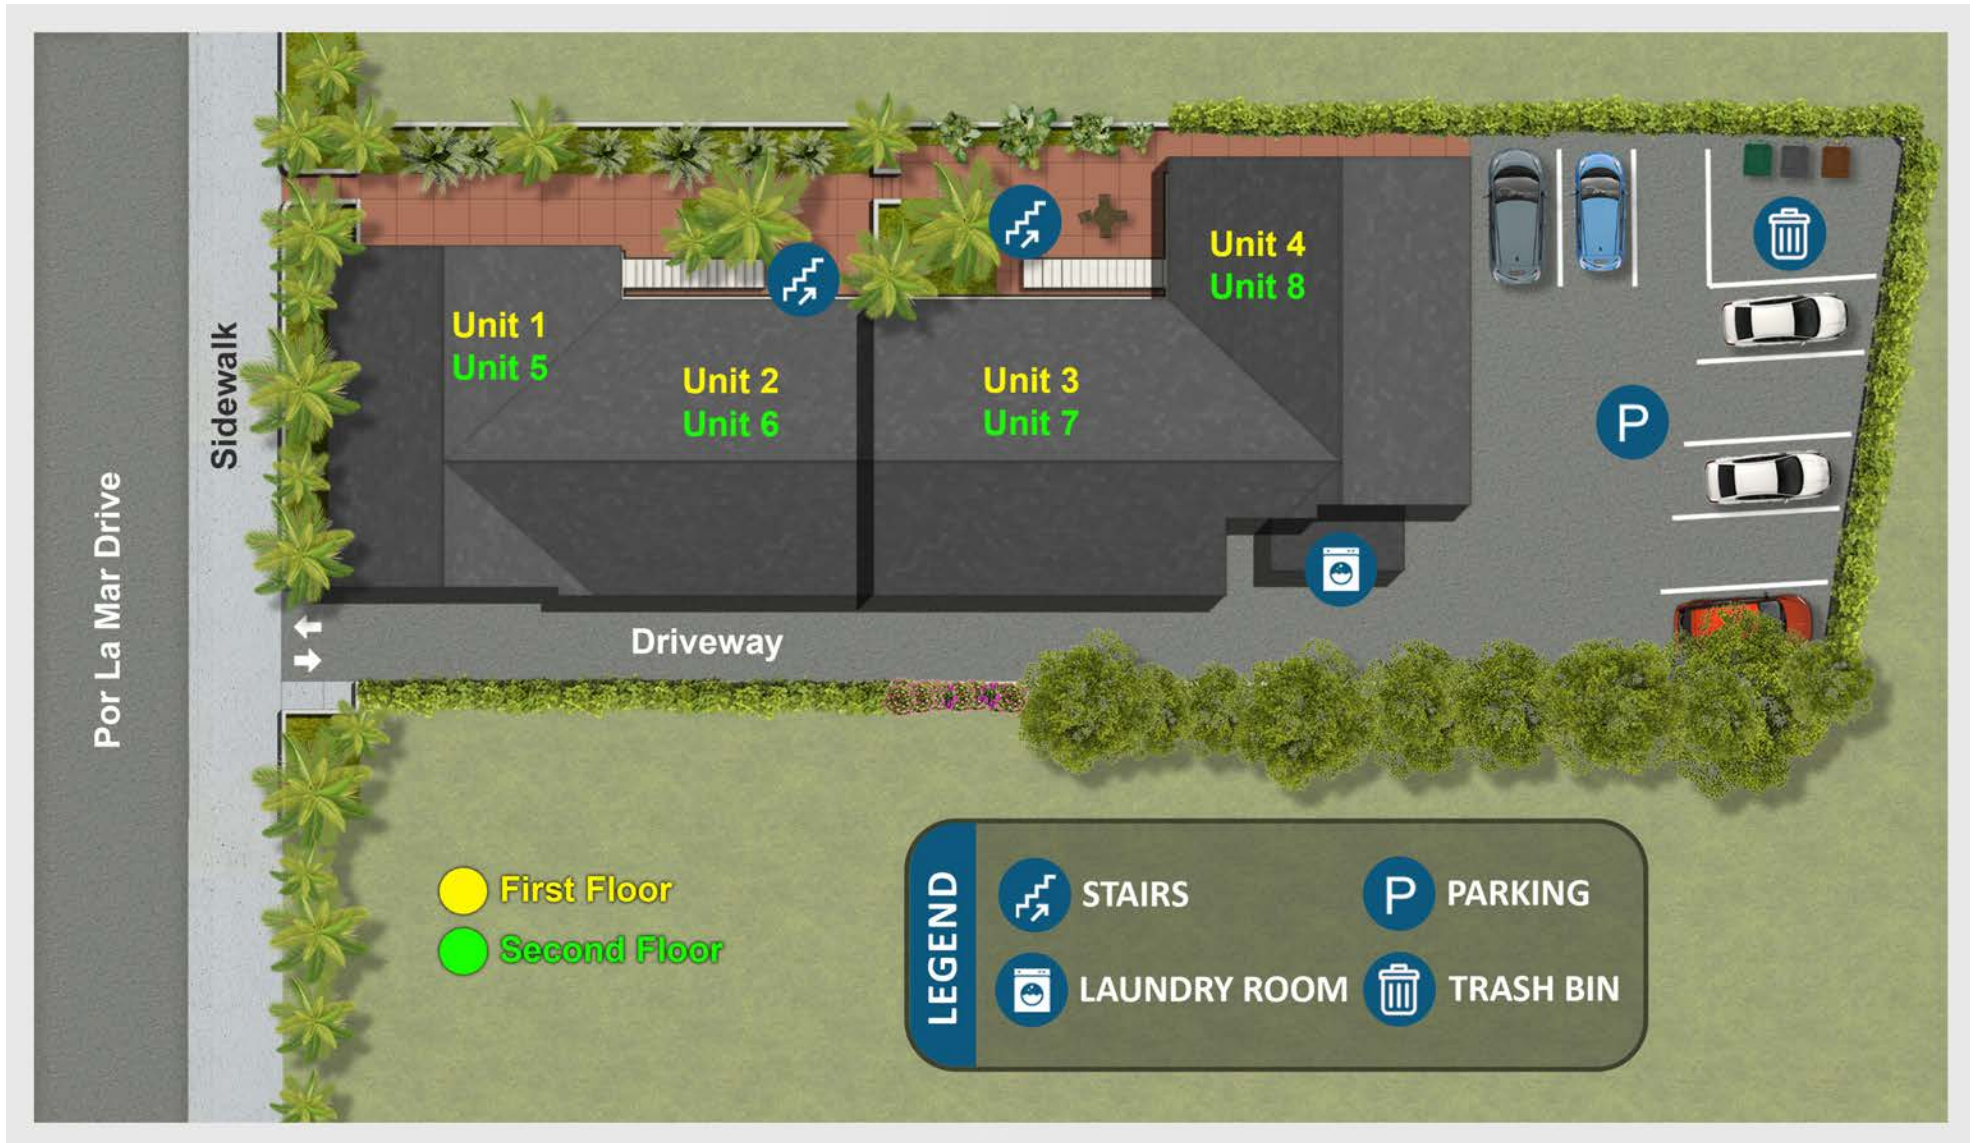 Por La Mar Drive
Sidewalk
Unit 1
Unit 5
Unit 2
Unit 6
Unit 3
Unit 7
Unit 4
Unit 8
P
Driveway
First Floor
Second Floor
LEGEND
STAIRS
P PARKING
LAUNDRY ROOM
TRASH BIN